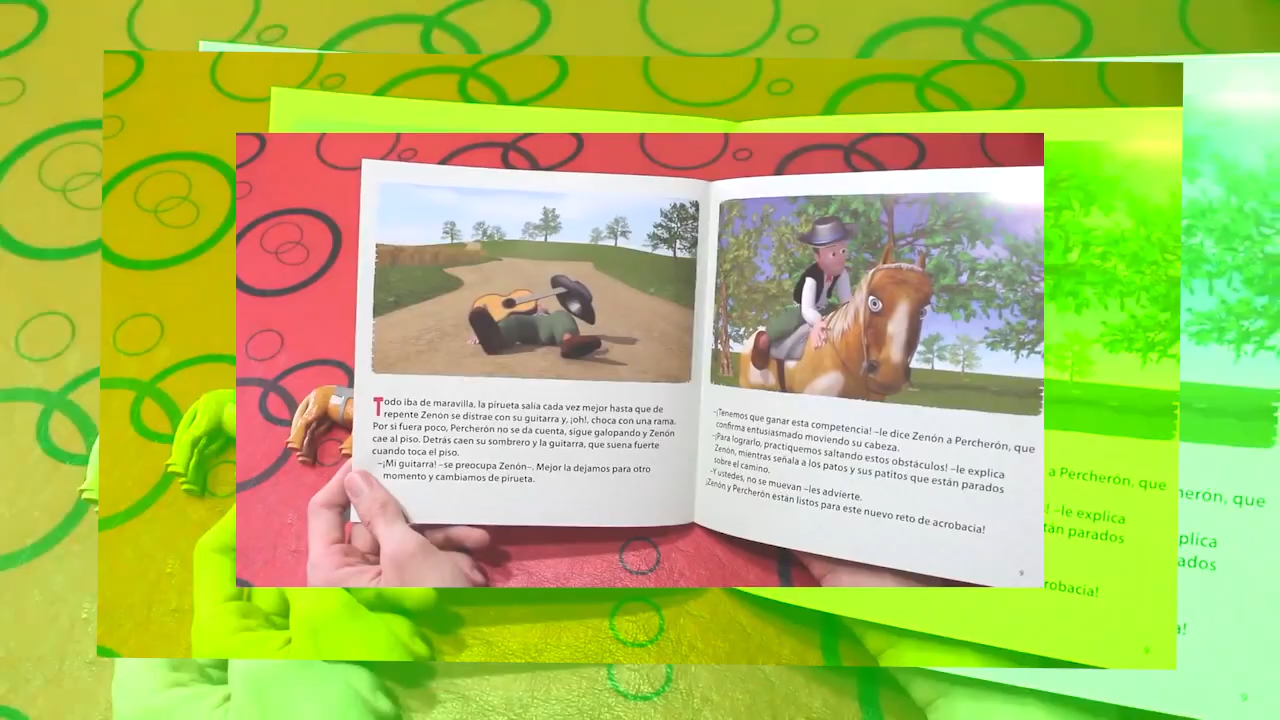 Todo iba de maravilla, la pirueta salía cada vez mejor hasta que de
repente Zenón se distrae con su guitarra y, ¡oh!, choca con una rama.
Por si fuera poco, Percherón no se da cuenta, sigue galopando y Zenón
cae al piso. Detrás caen su sombrero y la guitarra, que suena fuerte
cuando toca el piso.
–¡Mi guitarra! –se preocupa Zenón–. Mejor la dejamos para otro
momento y cambiamos de pirueta.
–¡Tenemos que ganar esta competencia! –le dice Zenón a Percherón, que
confirma entusiasmado moviendo su cabeza.
–¡Para lograrlo, practiquemos saltando estos obstáculos! –le explica
Zenón, mientras señala a los patos y sus patitos que están parados
sobre el camino.
–Y ustedes, no se muevan –les advierte.
¡Zenón y Percherón están listos para este nuevo reto de acrobacia!
9
a Percherón, que
–le explica
tán parados
robacia!
9
herón, que
plica
ados
a!
9